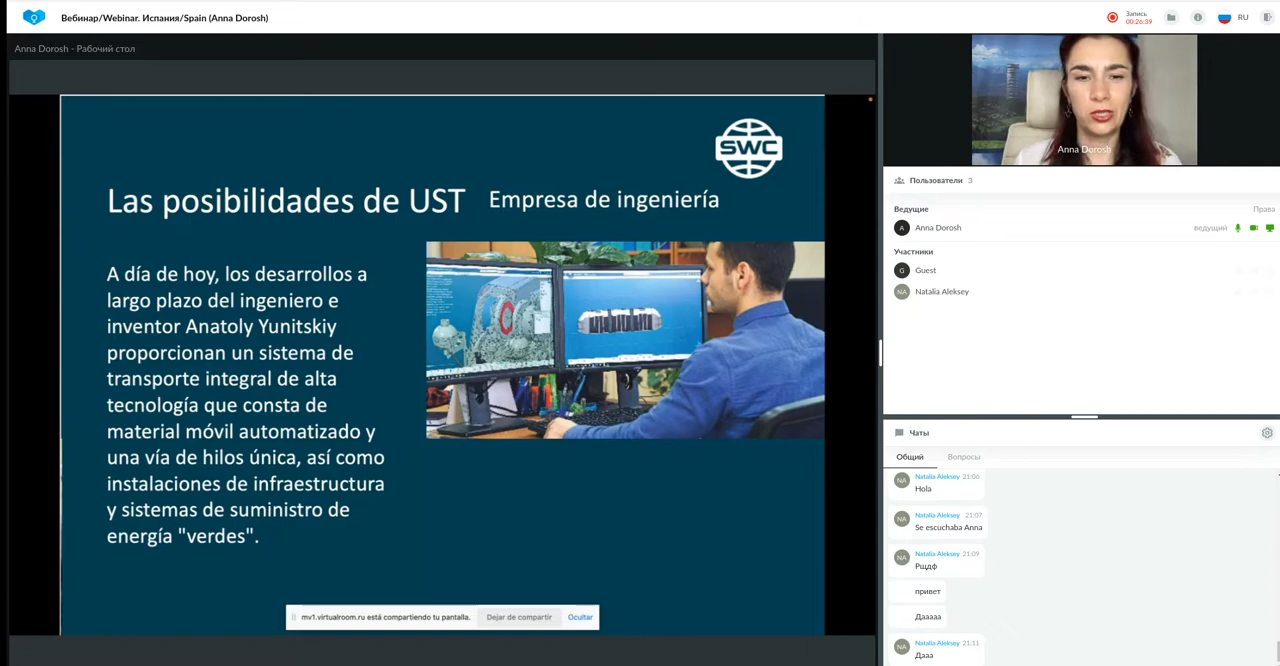 Вебинар/Webinar. Испания/Spain (Anna Dorosh)
Запись
00:26:39
RU
Anna Dorosh - Рабочий стол
SWC
Las posibilidades de UST Empresa de ingeniería
A día de hoy, los desarrollos a
largo plazo del ingeniero e
inventor Anatoly Yunitskiy
proporcionan un sistema de
transporte integral de alta
tecnología que consta de
material móvil automatizado y
una vía de hilos única, así como
instalaciones de infraestructura
y sistemas de suministro de
energía "verdes".
mv1.virtualroom.ru está compartiendo tu pantalla. Dejar de compartir Ocultar
Anna Dorosh
Пользователи 3
Ведущие Права
A Anna Dorosh ведущий
Участники
G Guest
NA Natalia Aleksey
Чаты
Общий Вопросы
NA Natalia Aleksey 21:06
Hola
NA Natalia Aleksey 21:07
Se escuchaba Anna
NA Natalia Aleksey 21:09
Рщдф
привет
Дааааа
NA Natalia Aleksey 21:11
Дааа